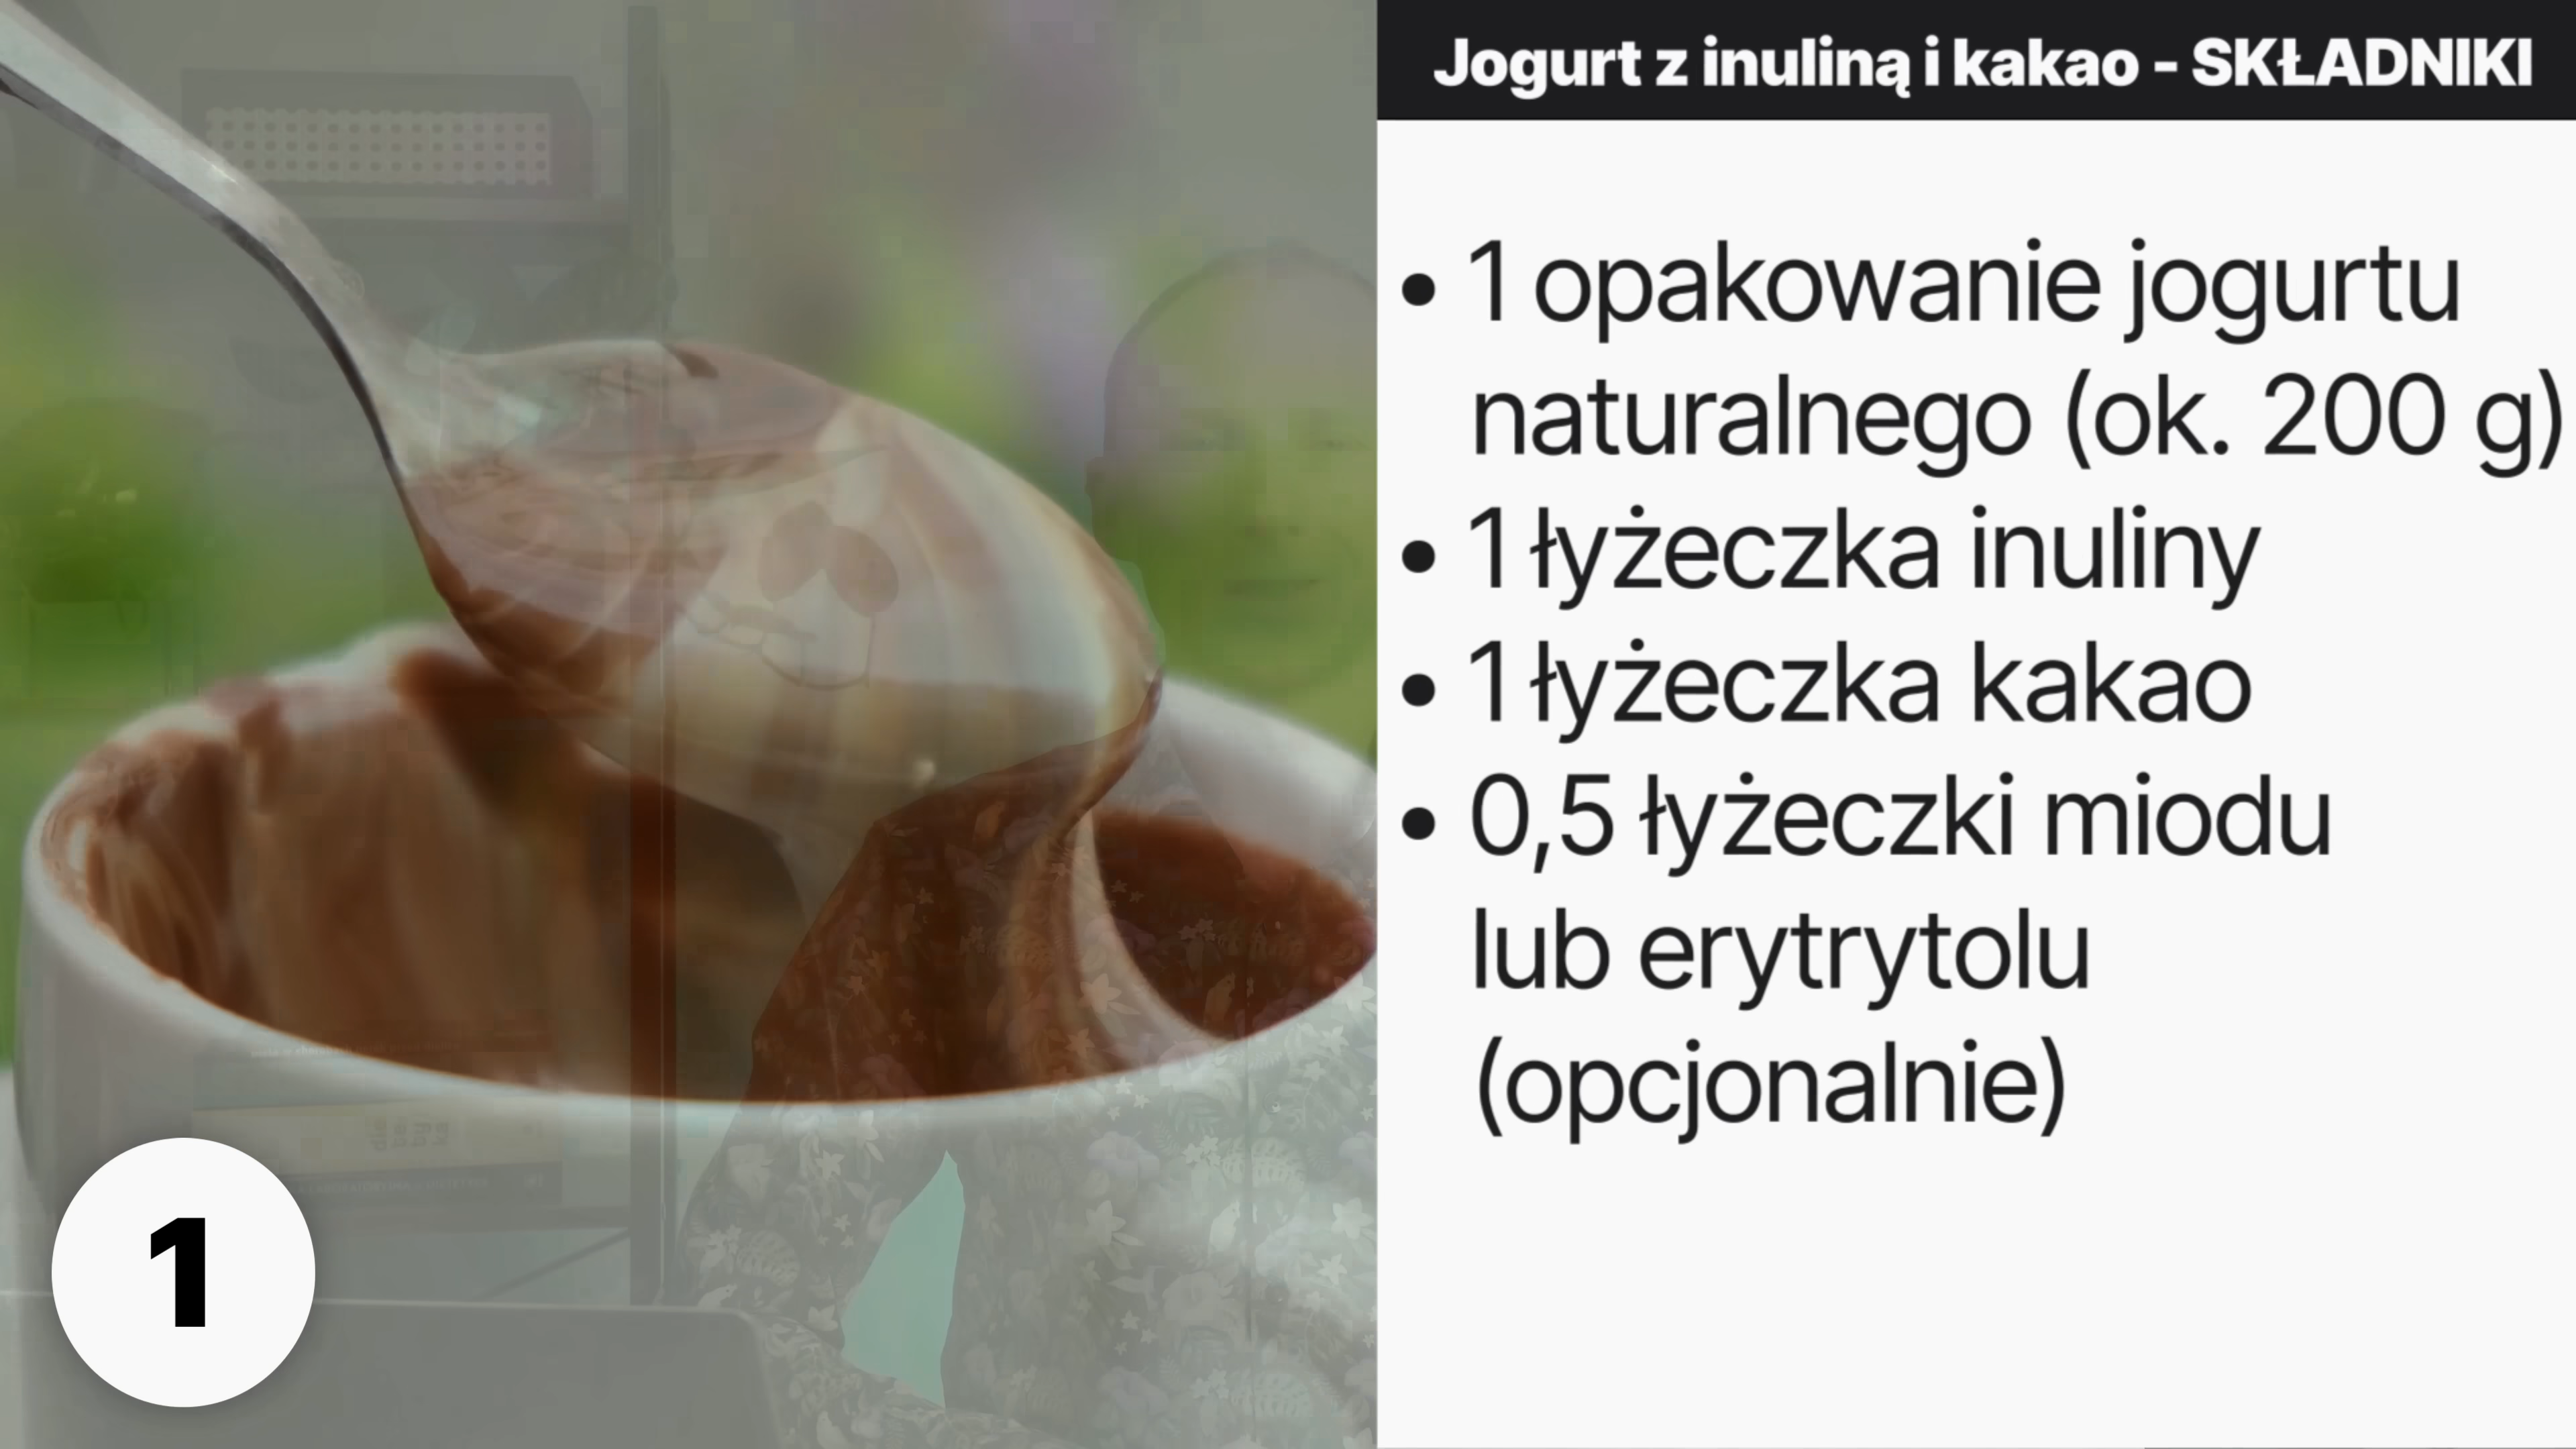 Jogurt z inuliną i kakao - SKŁADNIKI
• 1 opakowanie jogurtu
naturalnego (ok. 200 g)
• 1 łyżeczka inuliny
• 1 łyżeczka kakao
• 0,5 łyżeczki miodu
lub erytrytolu
(opcjonalnie)
1